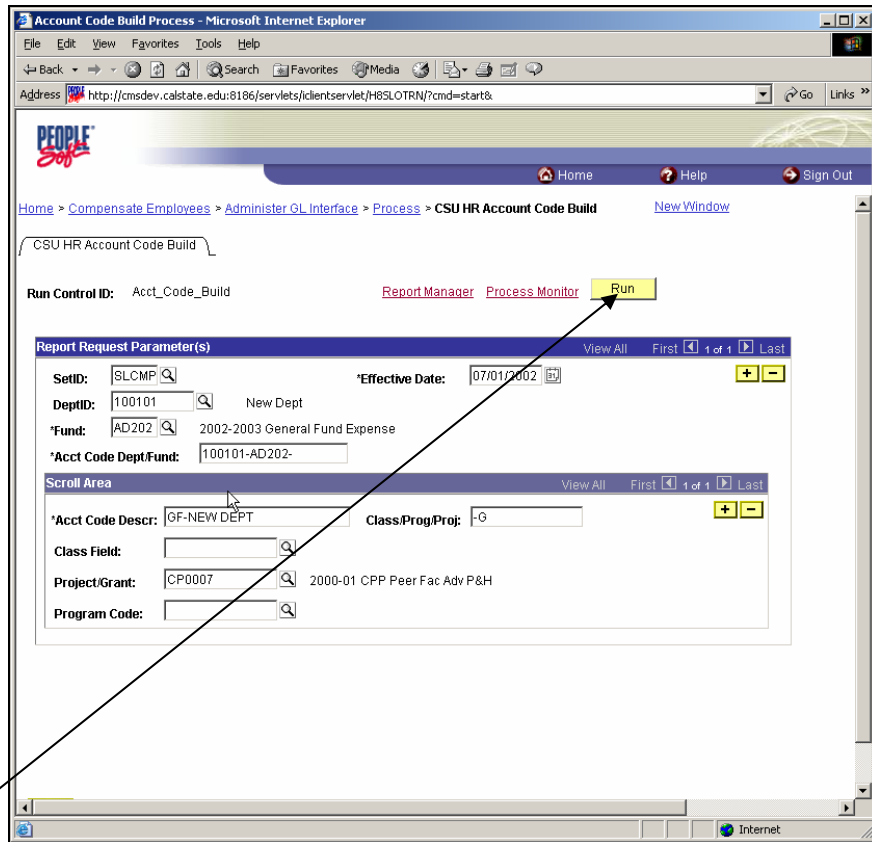 Account Code Build Process - Microsoft Internet Explorer
File Edit View Favorites Tools Help
Back Search Favorites Media
Address http://cmsdev.calstate.edu:8186/servlets/iclientservlet/H8SLOTRN/?cmd=start& Go Links »
PEOPLE Soft
Home Help Sign Out
Home > Compensate Employees > Administer GL Interface > Process > CSU HR Account Code Build New Window
CSU HR Account Code Build
Run Control ID: Acct_Code_Build Report Manager Process Monitor Run
Report Request Parameter(s) View All First 1 of 1 Last
SetID: SLCMP *Effective Date: 07/01/2002 + -
DeptID: 100101 New Dept
*Fund: AD202 2002-2003 General Fund Expense
*Acct Code Dept/Fund: 100101-AD202-
Scroll Area View All First 1 of 1 Last
*Acct Code Descr: GF-NEW DEPT Class/Prog/Proj: -G + -
Class Field:
Project/Grant: CP0007 2000-01 CPP Peer Fac Adv P&H
Program Code:
Internet